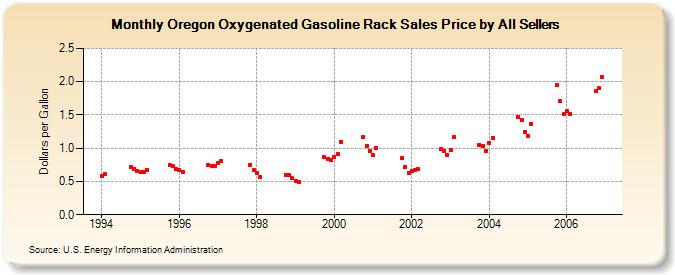 Monthly Oregon Oxygenated Gasoline Rack Sales Price by All Sellers
Dollars per Gallon
2.5
2.0
1.5
1.0
0.5
0.0
1994 1996 1998 2000 2002 2004 2006
Source: U.S. Energy Information Administration